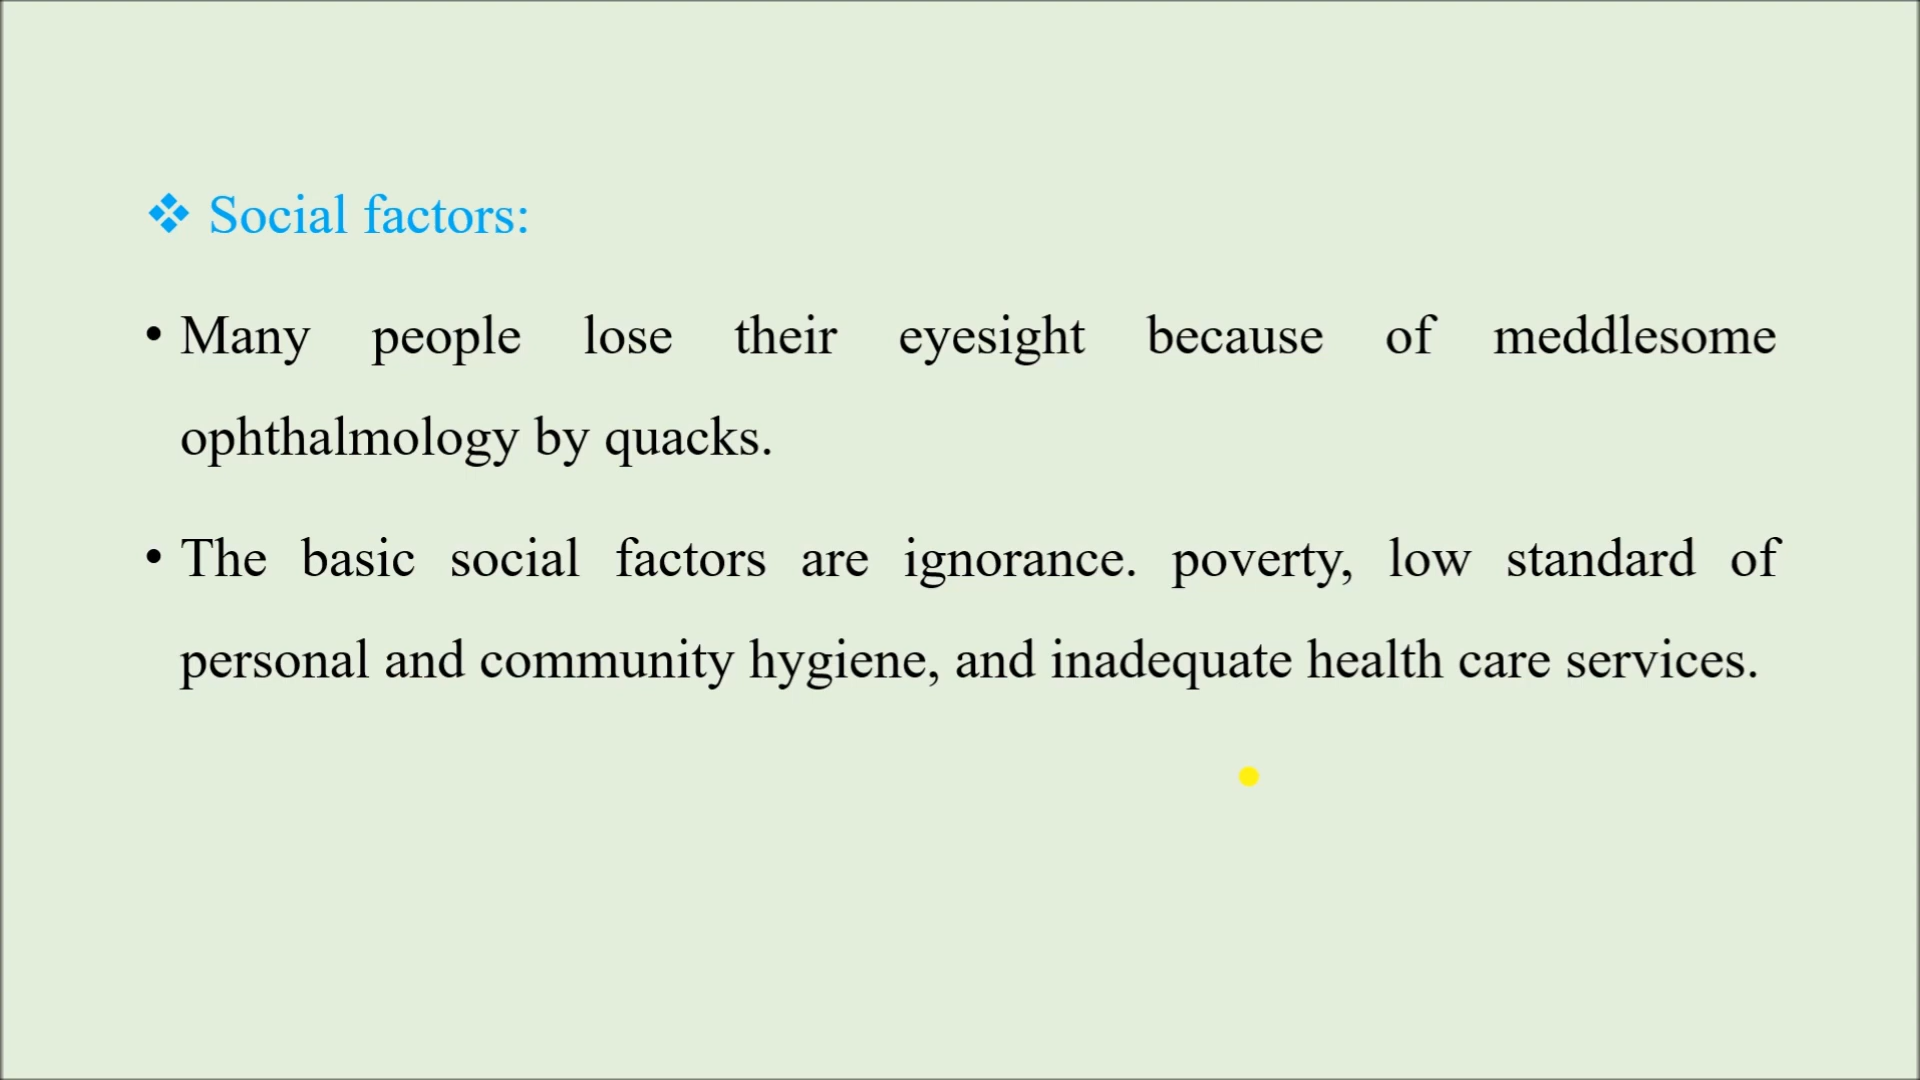 ❖ Social factors:
• Many people lose their eyesight because of meddlesome
ophthalmology by quacks.
• The basic social factors are ignorance. poverty, low standard of
personal and community hygiene, and inadequate health care services.